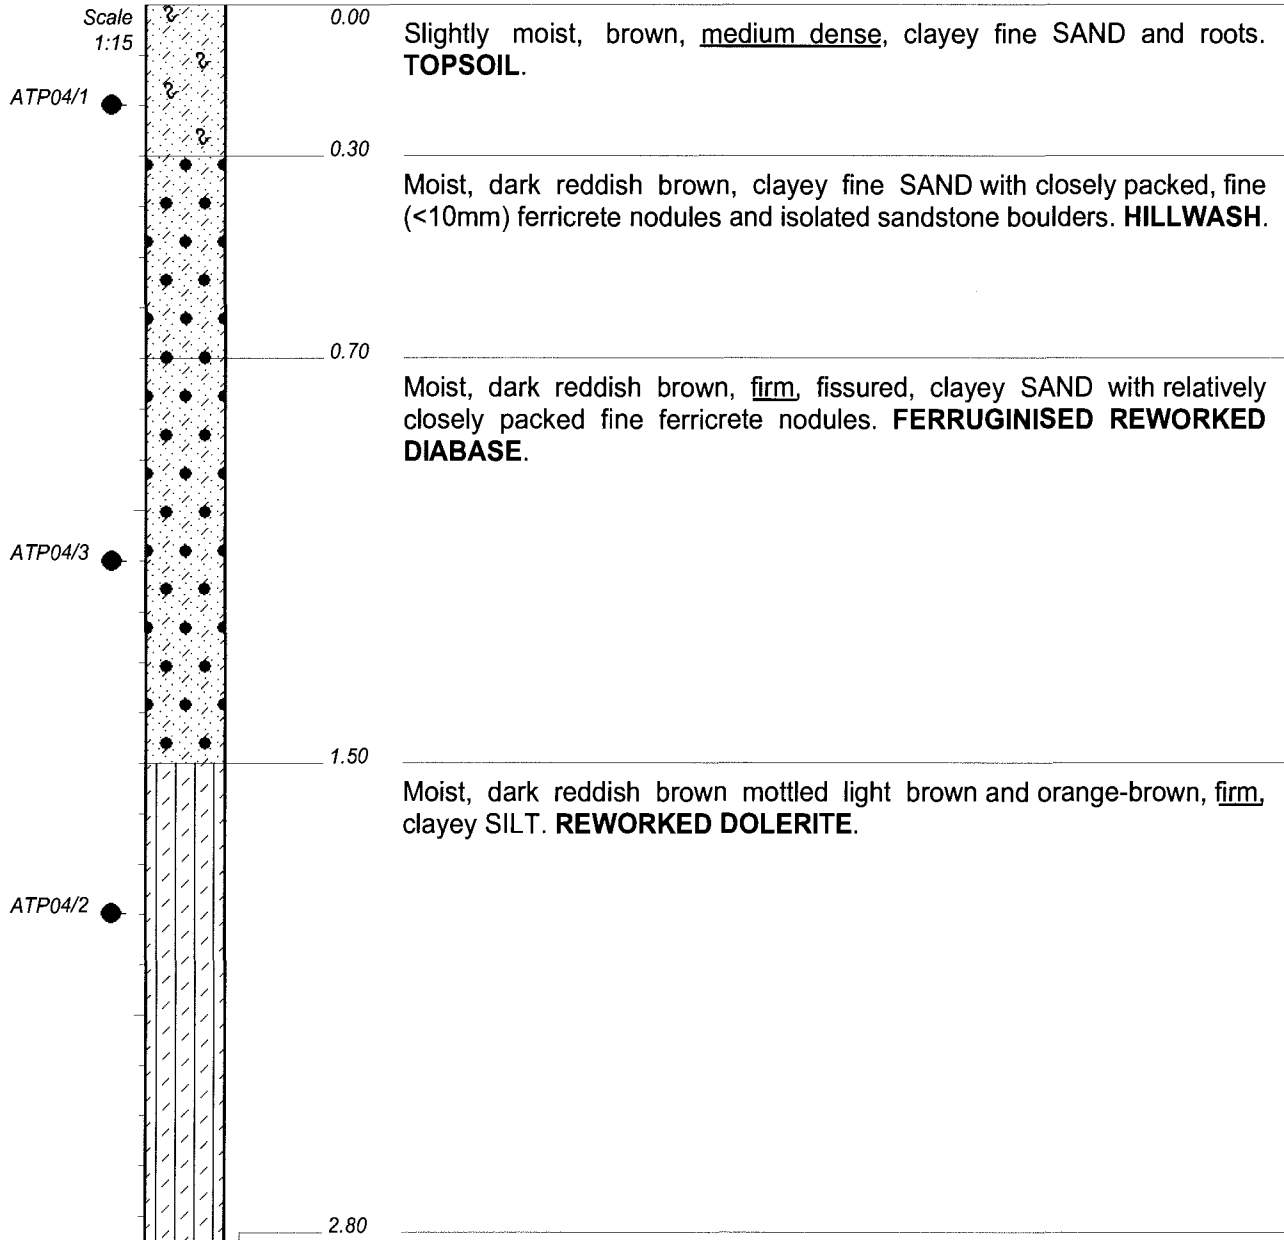 Scale
1:15
0.00
Slightly moist, brown, medium dense, clayey fine SAND and roots.
TOPSOIL.
ATP04/1
0.30
Moist, dark reddish brown, clayey fine SAND with closely packed, fine
(<10mm) ferricrete nodules and isolated sandstone boulders. HILLWASH.
0.70
Moist, dark reddish brown, firm, fissured, clayey SAND with relatively
closely packed fine ferricrete nodules. FERRUGINISED REWORKED
DIABASE.
ATP04/3
1.50
Moist, dark reddish brown mottled light brown and orange-brown, firm,
clayey SILT. REWORKED DOLERITE.
ATP04/2
2.80